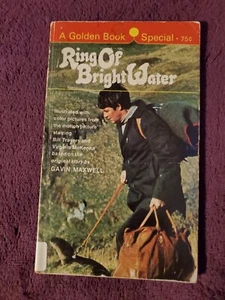 A Golden Book Special · 75¢
Ring Of
Bright Water
Illustrated with
color pictures from
the motion picture
starring
Bill Travers and
Virginia McKenna
based on the
original story by
GAVIN MAXWELL